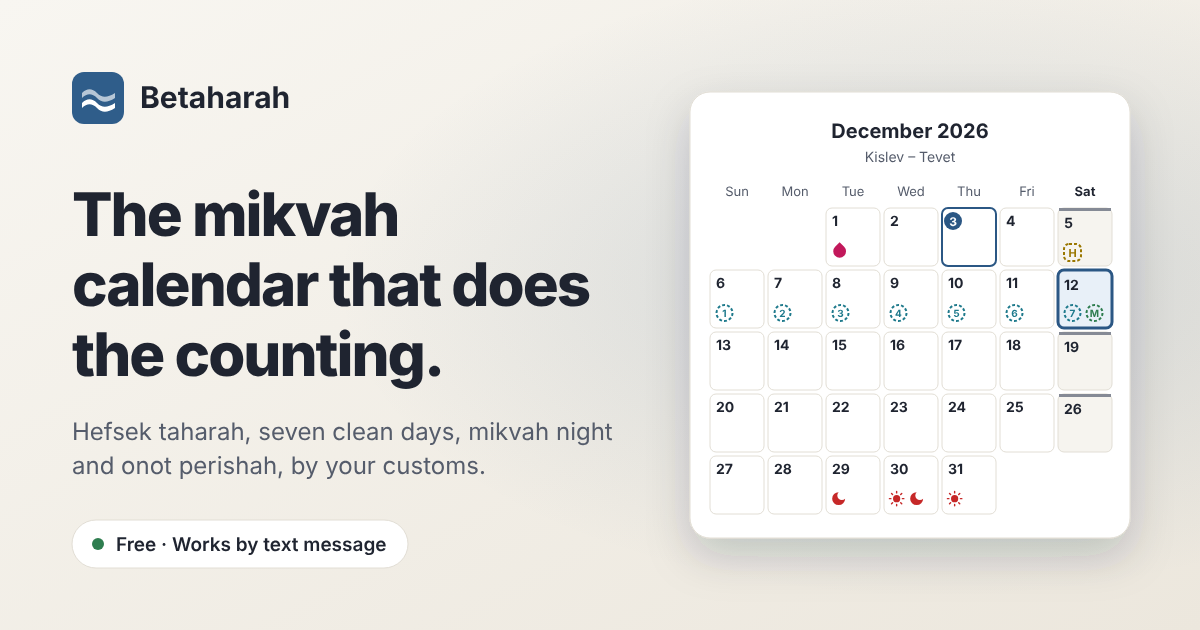 Betaharah
The mikvah
calendar that does
the counting.
Hefsek taharah, seven clean days, mikvah night
and onot perishah, by your customs.
Free · Works by text message
December 2026
Kislev – Tevet
Sun Mon Tue Wed Thu Fri Sat
1 2 3 4 5
H
6 7 8 9 10 11 12
1 2 3 4 5 6 7 M
13 14 15 16 17 18 19
20 21 22 23 24 25 26
27 28 29 30 31